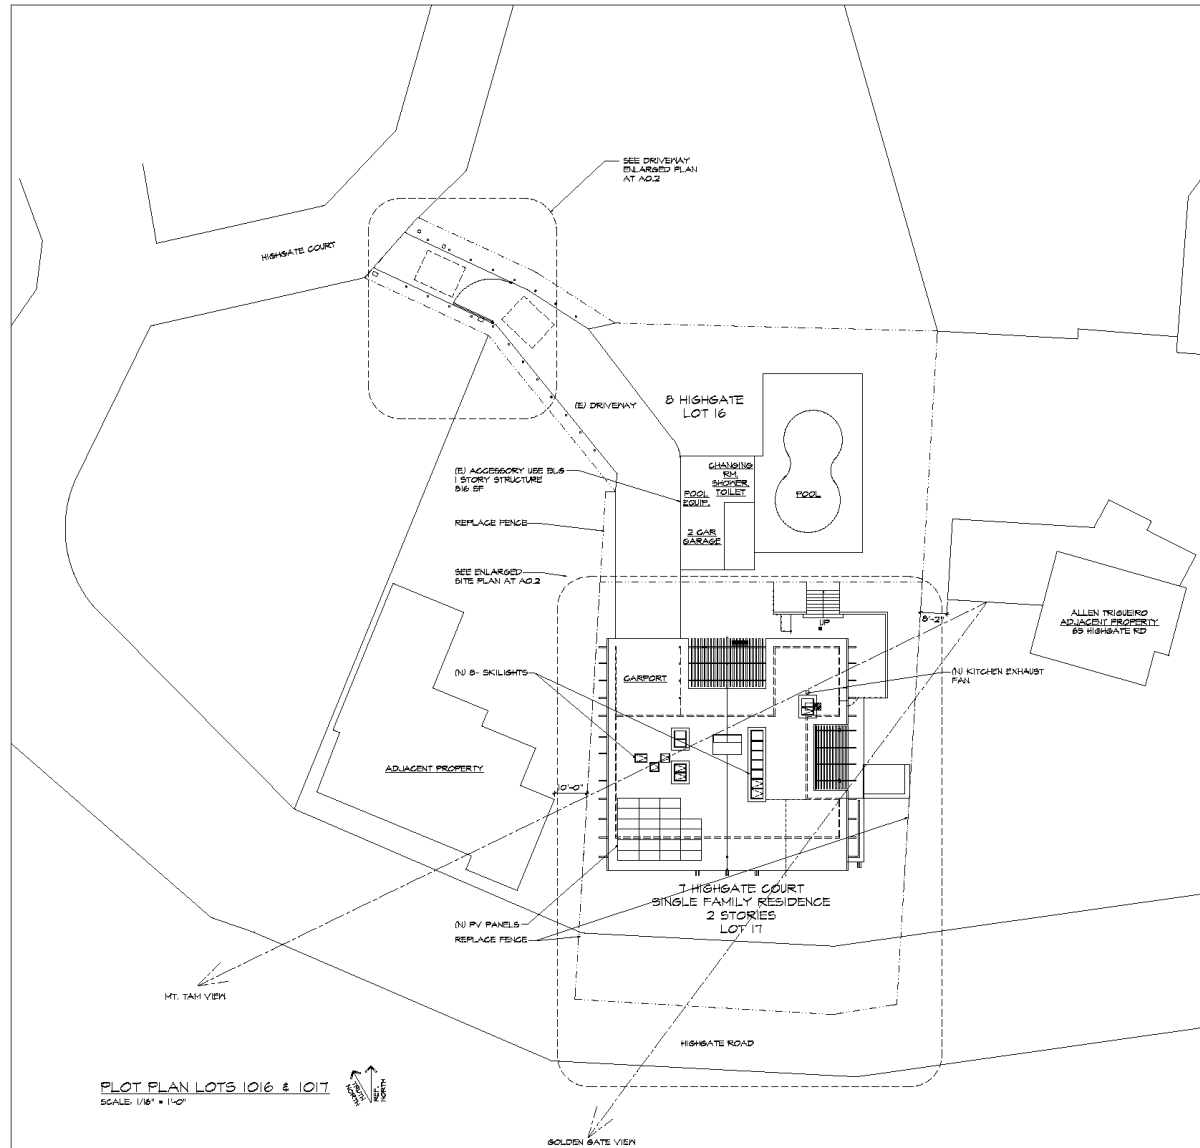 SEE DRIVEWAY
ENLARGED PLAN
AT A0.2
HIGHGATE COURT
(E) DRIVEWAY
8 HIGHGATE
LOT 16
(E) ACCESSORY USE BLG
1 STORY STRUCTURE
816 SF
CHANGING
RM,
SHOWER,
TOILET
POOL
EQUIP.
POOL
REPLACE FENCE
2 CAR
GARAGE
SEE ENLARGED
SITE PLAN AT A0.2
UP
8'-2"
ALLEN TRIGUEIRO
ADJACENT PROPERTY
65 HIGHGATE RD
(N) 8- SKILIGHTS
CARPORT
(N) KITCHEN EXHAUST
FAN
ADJACENT PROPERTY
10'-0"
7 HIGHGATE COURT
SINGLE FAMILY RESIDENCE
2 STORIES
LOT 17
(N) PV PANELS
REPLACE FENCE
MT. TAM VIEW
HIGHGATE ROAD
PLOT PLAN LOTS 1016 & 1017
SCALE: 1/16" = 1'-0"
TRUTH
NORTH
REF.
NORTH
GOLDEN GATE VIEW